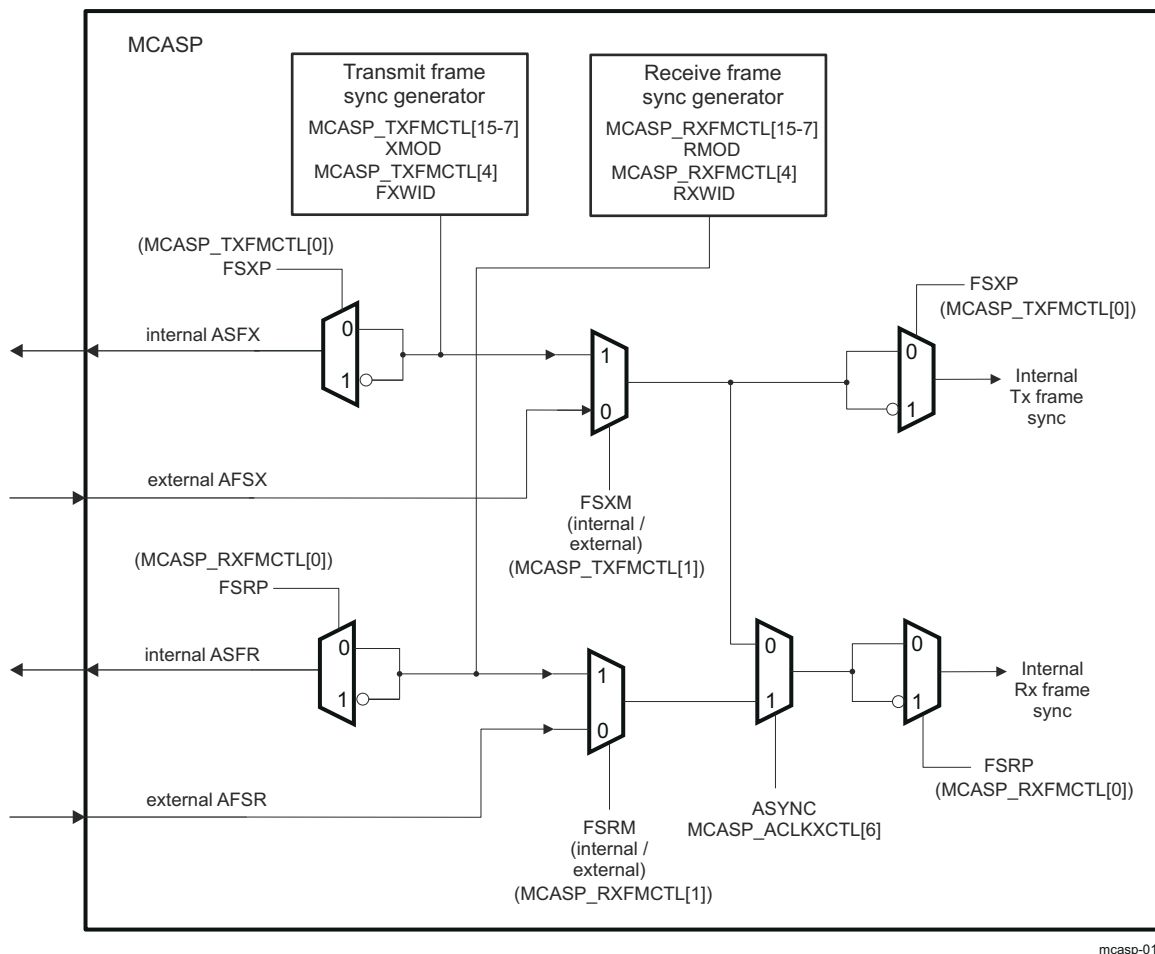 MCASP
Transmit frame
sync generator
MCASP_TXFMCTL[15-7]
XMOD
MCASP_TXFMCTL[4]
FXWID
Receive frame
sync generator
MCASP_RXFMCTL[15-7]
RMOD
MCASP_RXFMCTL[4]
RXWID
(MCASP_TXFMCTL[0])
FSXP
0
1
internal ASFX
1
0
FSXP
(MCASP_TXFMCTL[0])
0
1
Internal
Tx frame
sync
external AFSX
FSXM
(internal /
external)
(MCASP_TXFMCTL[1])
(MCASP_RXFMCTL[0])
FSRP
0
1
internal ASFR
1
0
0
1
0
1
Internal
Rx frame
sync
external AFSR
FSRM
(internal /
external)
(MCASP_RXFMCTL[1])
ASYNC
MCASP_ACLKXCTL[6]
FSRP
(MCASP_RXFMCTL[0])
mcasp-01